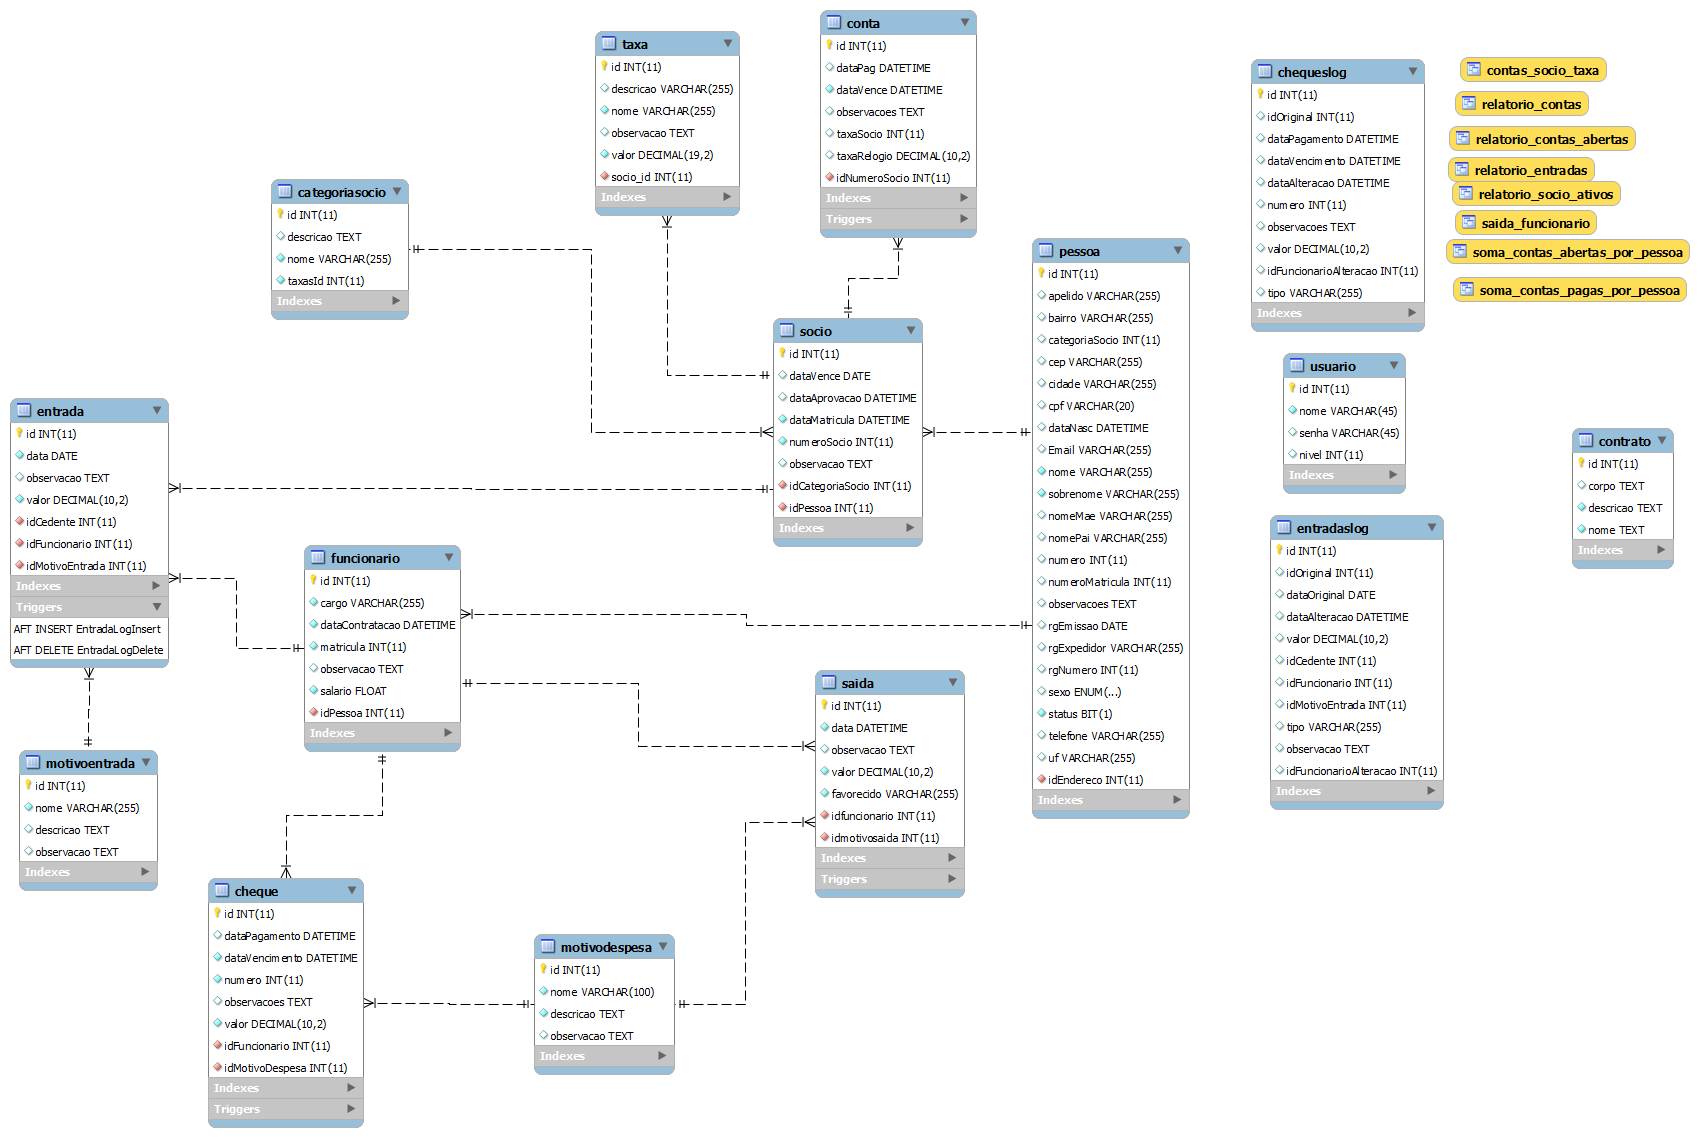 taxa
id INT(11)
descricao VARCHAR(255)
nome VARCHAR(255)
observacao TEXT
valor DECIMAL(19,2)
socio_id INT(11)
Indexes
conta
id INT(11)
dataPag DATETIME
dataVence DATETIME
observacoes TEXT
taxaSocio INT(11)
taxaRelogio DECIMAL(10,2)
idNumeroSocio INT(11)
Indexes
Triggers
categoriasocio
id INT(11)
descricao TEXT
nome VARCHAR(255)
taxasId INT(11)
Indexes
socio
id INT(11)
dataVence DATE
dataAprovacao DATETIME
dataMatricula DATETIME
numeroSocio INT(11)
observacao TEXT
idCategoriaSocio INT(11)
idPessoa INT(11)
Indexes
pessoa
id INT(11)
apelido VARCHAR(255)
bairro VARCHAR(255)
categoriaSocio INT(11)
cep VARCHAR(255)
cidade VARCHAR(255)
cpf VARCHAR(20)
dataNasc DATETIME
Email VARCHAR(255)
nome VARCHAR(255)
sobrenome VARCHAR(255)
nomeMae VARCHAR(255)
nomePai VARCHAR(255)
numero INT(11)
numeroMatricula INT(11)
observacoes TEXT
rgEmissao DATE
rgExpedidor VARCHAR(255)
rgNumero INT(11)
sexo ENUM(...)
status BIT(1)
telefone VARCHAR(255)
uf VARCHAR(255)
idEndereco INT(11)
Indexes
chequeslog
id INT(11)
idOriginal INT(11)
dataPagamento DATETIME
dataVencimento DATETIME
dataAlteracao DATETIME
numero INT(11)
observacoes TEXT
valor DECIMAL(10,2)
idFuncionarioAlteracao INT(11)
tipo VARCHAR(255)
Indexes
contas_socio_taxa
relatorio_contas
relatorio_contas_abertas
relatorio_entradas
relatorio_socio_ativos
saida_funcionario
soma_contas_abertas_por_pessoa
soma_contas_pagas_por_pessoa
usuario
id INT(11)
nome VARCHAR(45)
senha VARCHAR(45)
nivel INT(11)
Indexes
contrato
id INT(11)
corpo TEXT
descricao TEXT
nome TEXT
Indexes
entradaslog
id INT(11)
idOriginal INT(11)
dataOriginal DATE
dataAlteracao DATETIME
valor DECIMAL(10,2)
idCedente INT(11)
idFuncionario INT(11)
idMotivoEntrada INT(11)
tipo VARCHAR(255)
observacao TEXT
idFuncionarioAlteracao INT(11)
Indexes
entrada
id INT(11)
data DATE
observacao TEXT
valor DECIMAL(10,2)
idCedente INT(11)
idFuncionario INT(11)
idMotivoEntrada INT(11)
Indexes
Triggers
AFT INSERT EntradaLogInsert
AFT DELETE EntradaLogDelete
funcionario
id INT(11)
cargo VARCHAR(255)
dataContratacao DATETIME
matricula INT(11)
observacao TEXT
salario FLOAT
idPessoa INT(11)
Indexes
saida
id INT(11)
data DATETIME
observacao TEXT
valor DECIMAL(10,2)
favorecido VARCHAR(255)
idfuncionario INT(11)
idmotivosaida INT(11)
Indexes
Triggers
motivoentrada
id INT(11)
nome VARCHAR(255)
descricao TEXT
observacao TEXT
Indexes
cheque
id INT(11)
dataPagamento DATETIME
dataVencimento DATETIME
numero INT(11)
observacoes TEXT
valor DECIMAL(10,2)
idFuncionario INT(11)
idMotivoDespesa INT(11)
Indexes
Triggers
motivodespesa
id INT(11)
nome VARCHAR(100)
descricao TEXT
observacao TEXT
Indexes